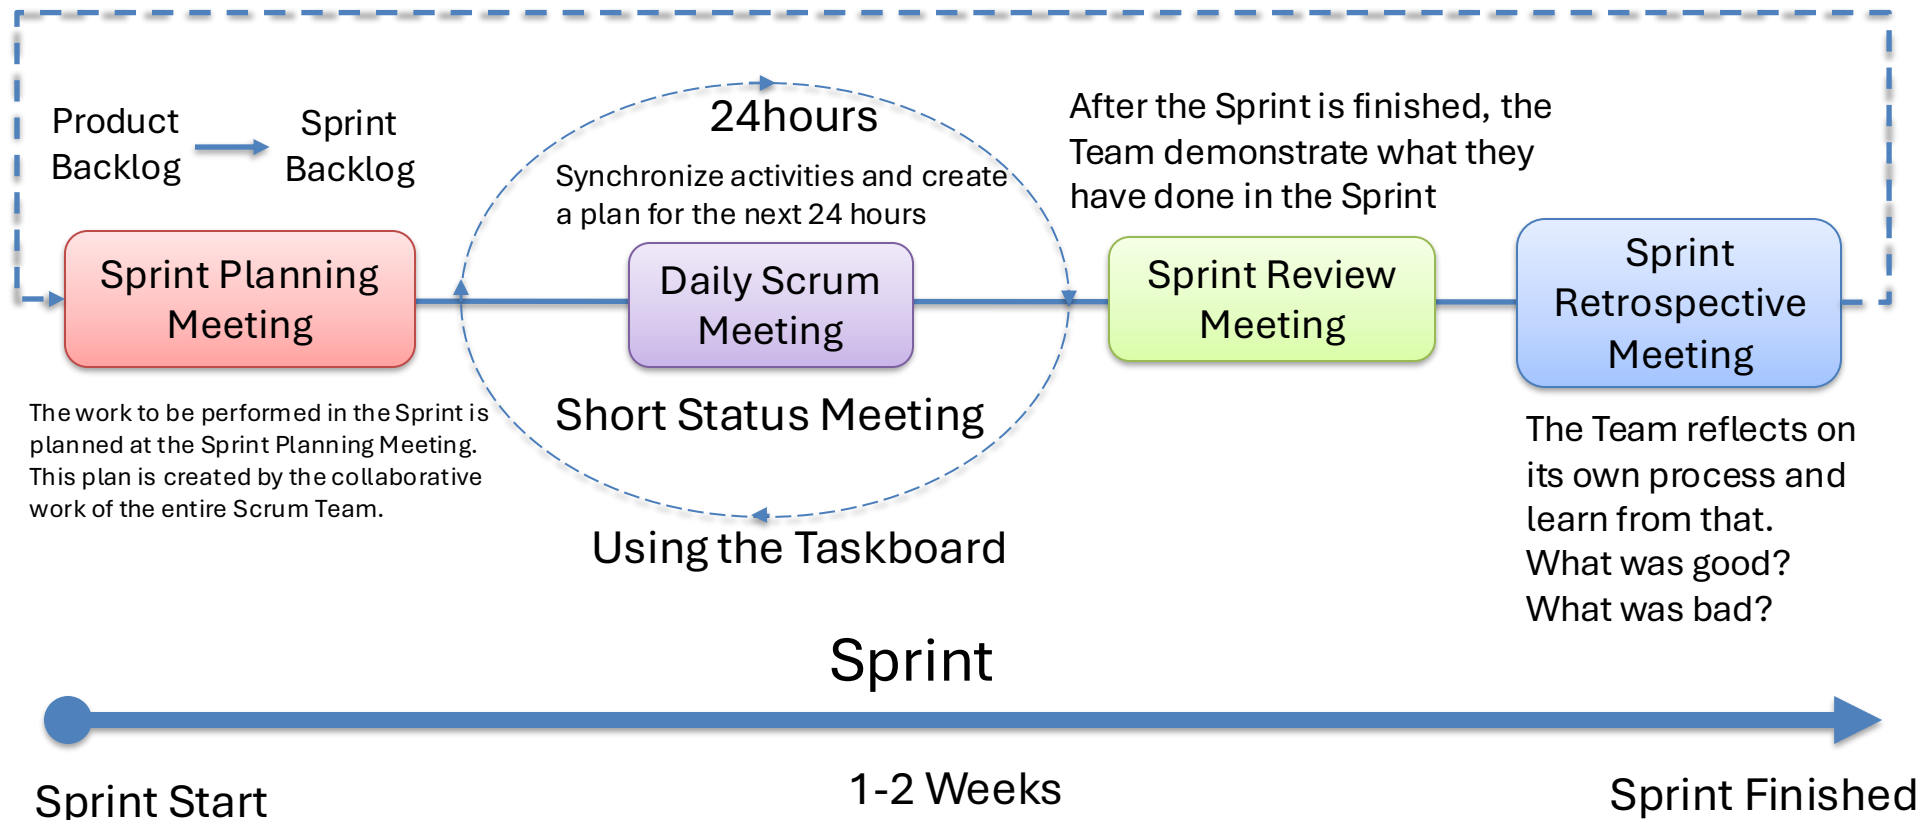 Product
Backlog
Sprint
Backlog
24hours
Synchronize activities and create
a plan for the next 24 hours
After the Sprint is finished, the
Team demonstrate what they
have done in the Sprint
Sprint Planning
Meeting
Daily Scrum
Meeting
Sprint Review
Meeting
Sprint
Retrospective
Meeting
The work to be performed in the Sprint is
planned at the Sprint Planning Meeting.
This plan is created by the collaborative
work of the entire Scrum Team.
Short Status Meeting
Using the Taskboard
The Team reflects on
its own process and
learn from that.
What was good?
What was bad?
Sprint
Sprint Start
1-2 Weeks
Sprint Finished